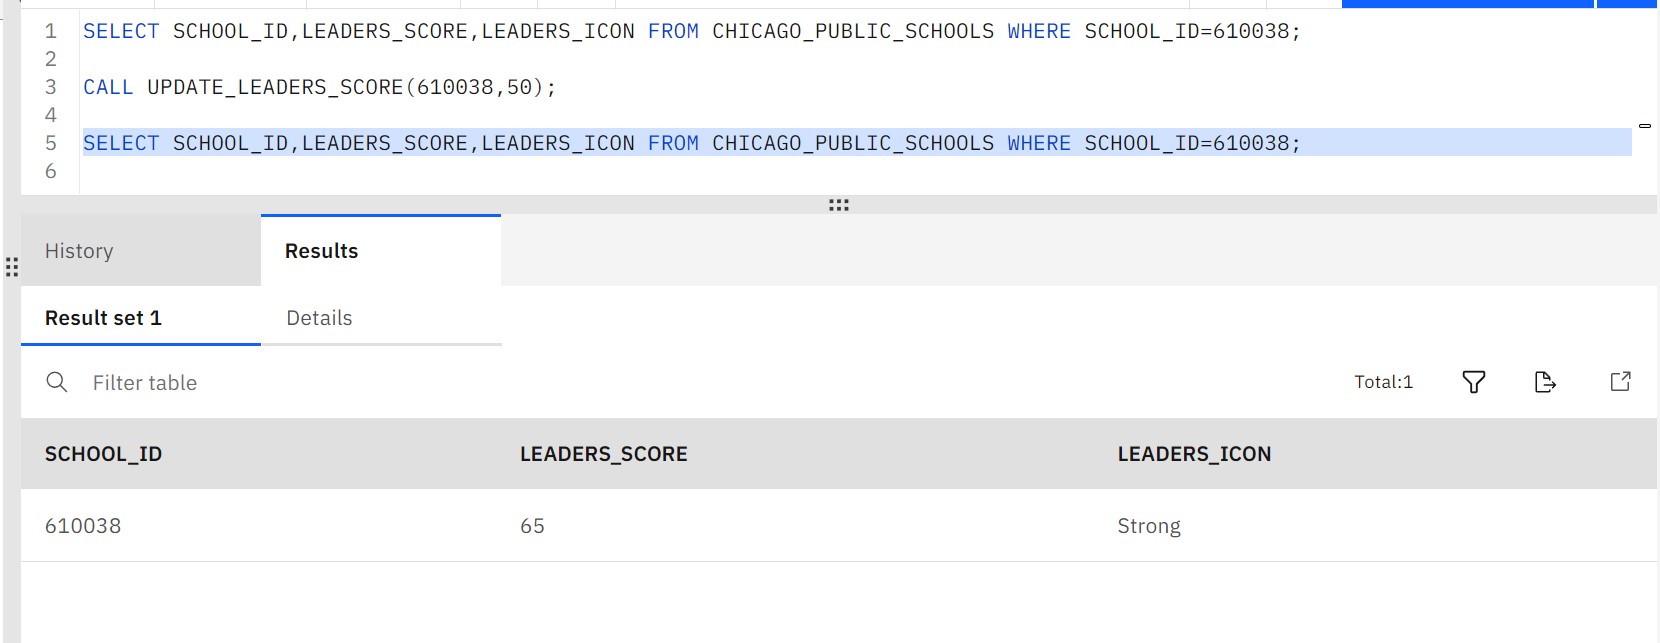 1 SELECT SCHOOL_ID,LEADERS_SCORE,LEADERS_ICON FROM CHICAGO_PUBLIC_SCHOOLS WHERE SCHOOL_ID=610038;
2
3 CALL UPDATE_LEADERS_SCORE(610038,50);
4
5 SELECT SCHOOL_ID,LEADERS_SCORE,LEADERS_ICON FROM CHICAGO_PUBLIC_SCHOOLS WHERE SCHOOL_ID=610038;
6
History Results
Result set 1 Details
Filter table Total:1
SCHOOL_ID LEADERS_SCORE LEADERS_ICON
610038 65 Strong